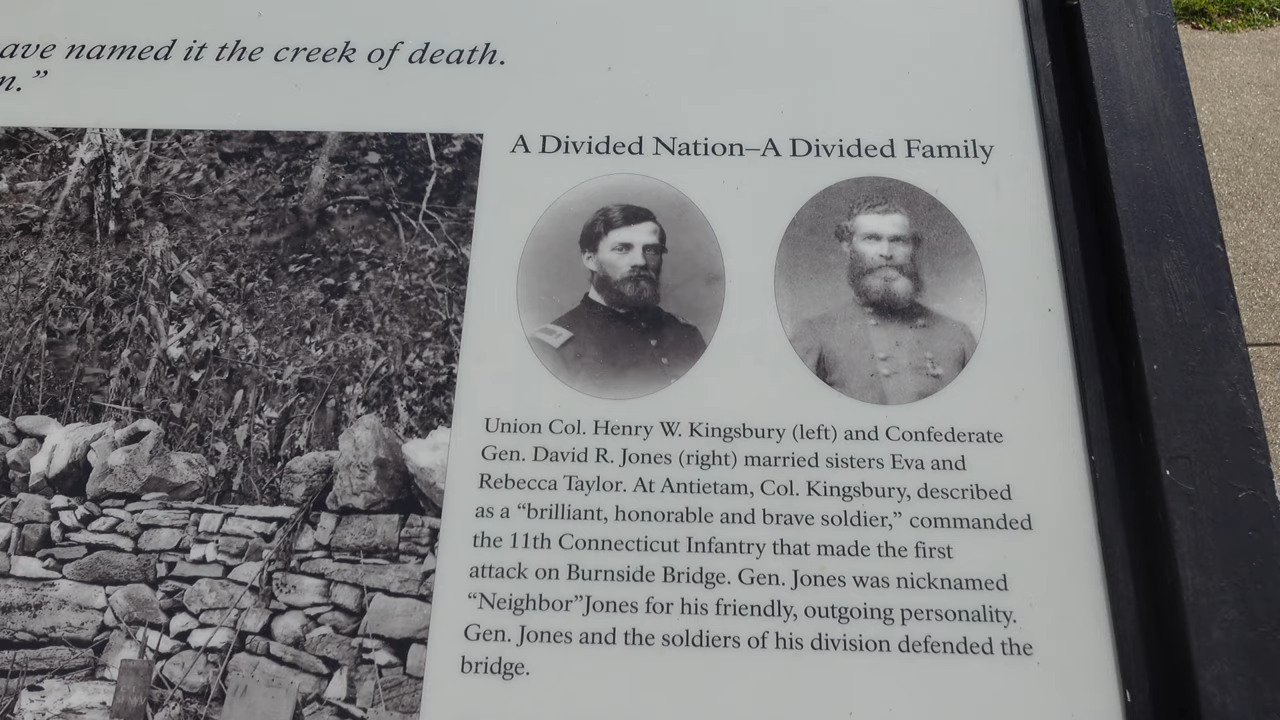 ave named it the creek of death.
n.”
A Divided Nation–A Divided Family
Union Col. Henry W. Kingsbury (left) and Confederate
Gen. David R. Jones (right) married sisters Eva and
Rebecca Taylor. At Antietam, Col. Kingsbury, described
as a “brilliant, honorable and brave soldier,” commanded
the 11th Connecticut Infantry that made the first
attack on Burnside Bridge. Gen. Jones was nicknamed
“Neighbor”Jones for his friendly, outgoing personality.
Gen. Jones and the soldiers of his division defended the
bridge.